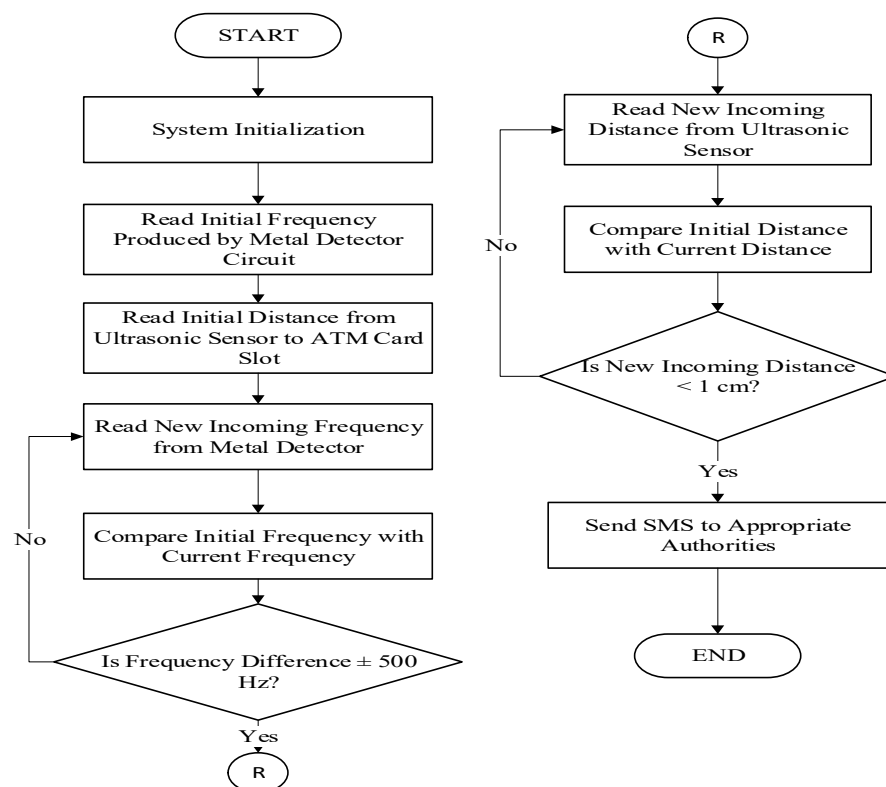 START
System Initialization
Read Initial Frequency
Produced by Metal Detector
Circuit
Read Initial Distance from
Ultrasonic Sensor to ATM Card
Slot
Read New Incoming Frequency
from Metal Detector
No
Compare Initial Frequency with
Current Frequency
Is Frequency Difference ± 500
Hz?
Yes
R
R
Read New Incoming
Distance from Ultrasonic
Sensor
No
Compare Initial Distance
with Current Distance
Is New Incoming Distance
< 1 cm?
Yes
Send SMS to Appropriate
Authorities
END